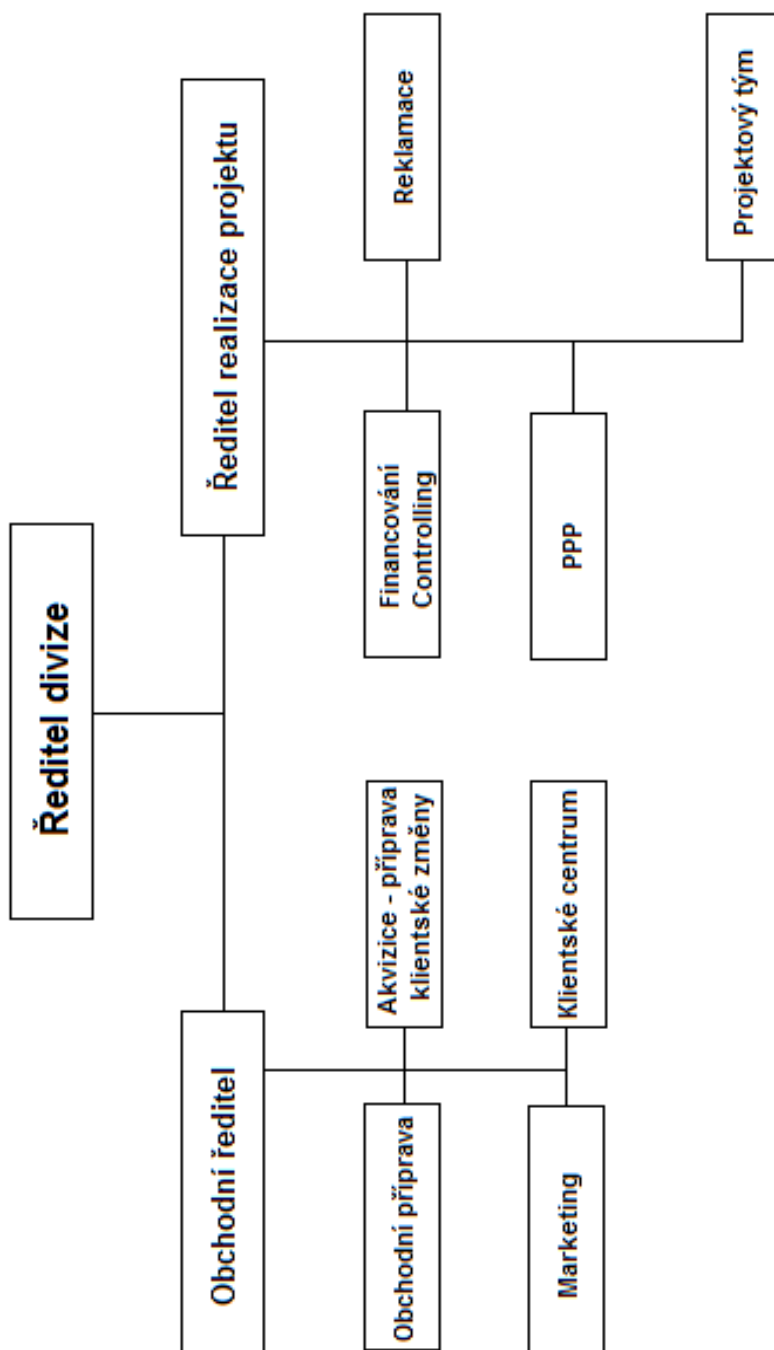 Ředitel divize
Obchodní ředitel
Ředitel realizace projektu
Obchodní příprava
Akvizice - příprava
klientské změny
Financování
Controlling
Reklamace
Marketing
Klientské centrum
PPP
Projektový tým